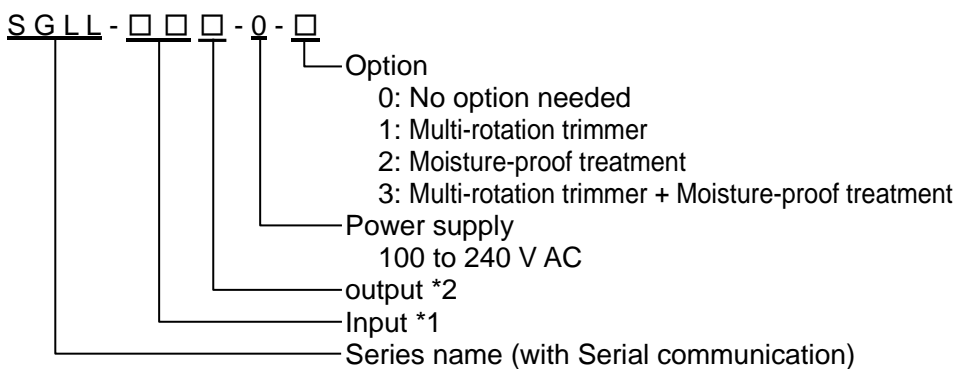 SGLL-□□□-0-□
Option
0: No option needed
1: Multi-rotation trimmer
2: Moisture-proof treatment
3: Multi-rotation trimmer + Moisture-proof treatment
Power supply
100 to 240 V AC
output *2
Input *1
Series name (with Serial communication)